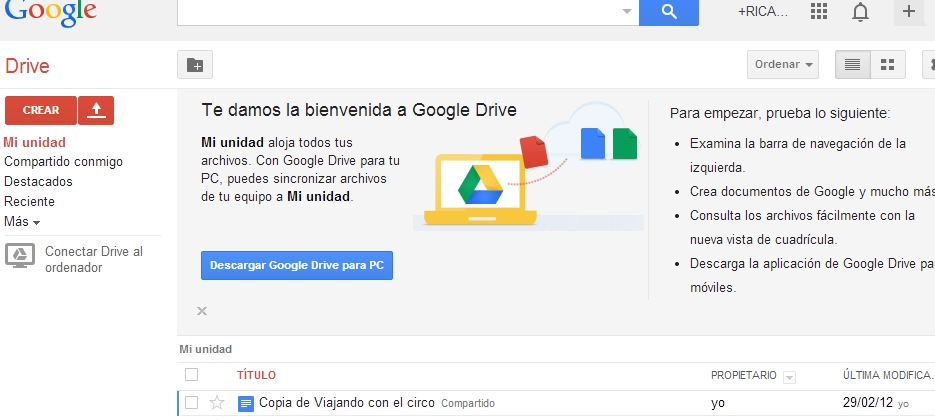 Google
+RICA...
Drive
Ordenar
CREAR
Mi unidad
Compartido conmigo
Destacados
Reciente
Más
Conectar Drive al
ordenador
Te damos la bienvenida a Google Drive
Mi unidad aloja todos tus
archivos. Con Google Drive para tu
PC, puedes sincronizar archivos
de tu equipo a Mi unidad.
Descargar Google Drive para PC
Para empezar, prueba lo siguiente:
Examina la barra de navegación de la
izquierda.
Crea documentos de Google y mucho más
Consulta los archivos fácilmente con la
nueva vista de cuadrícula.
Descarga la aplicación de Google Drive pa
móviles.
Mi unidad
TÍTULO PROPIETARIO ÚLTIMA MODIFICA.
Copia de Viajando con el circo Compartido yo 29/02/12 yo